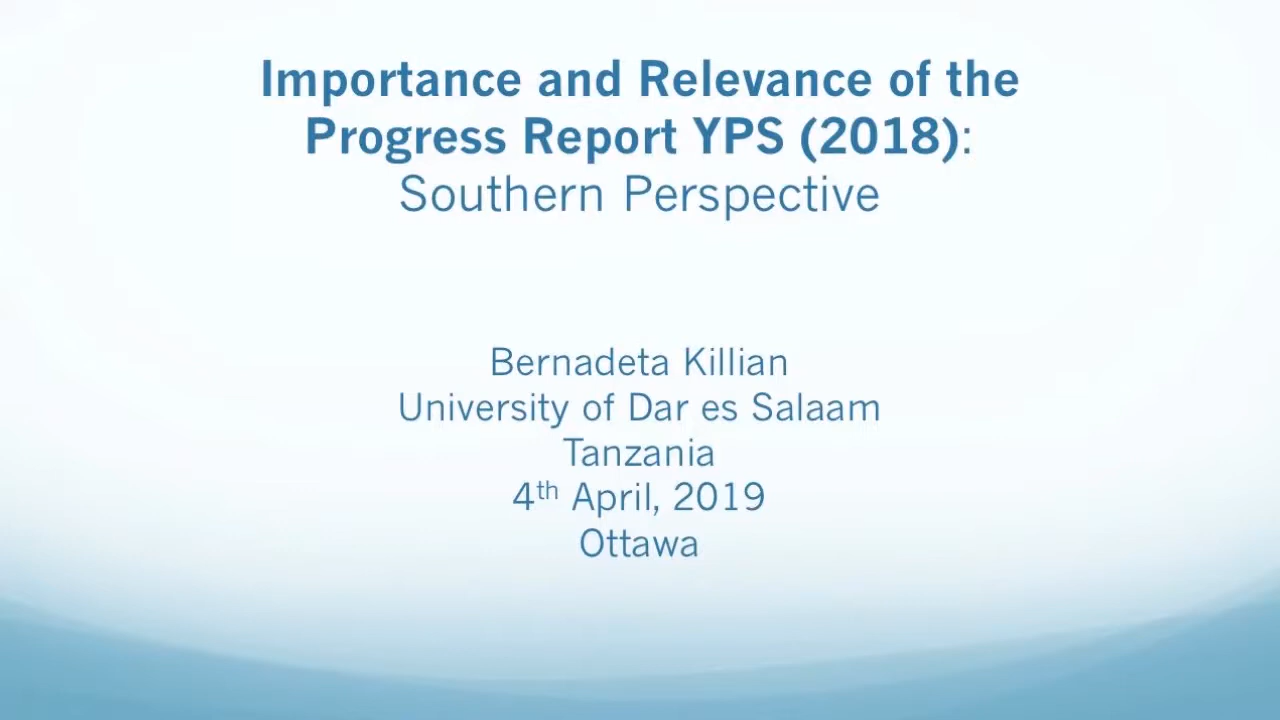 Importance and Relevance of the
Progress Report YPS (2018):
Southern Perspective
Bernadeta Killian
University of Dar es Salaam
Tanzania
4th April, 2019
Ottawa